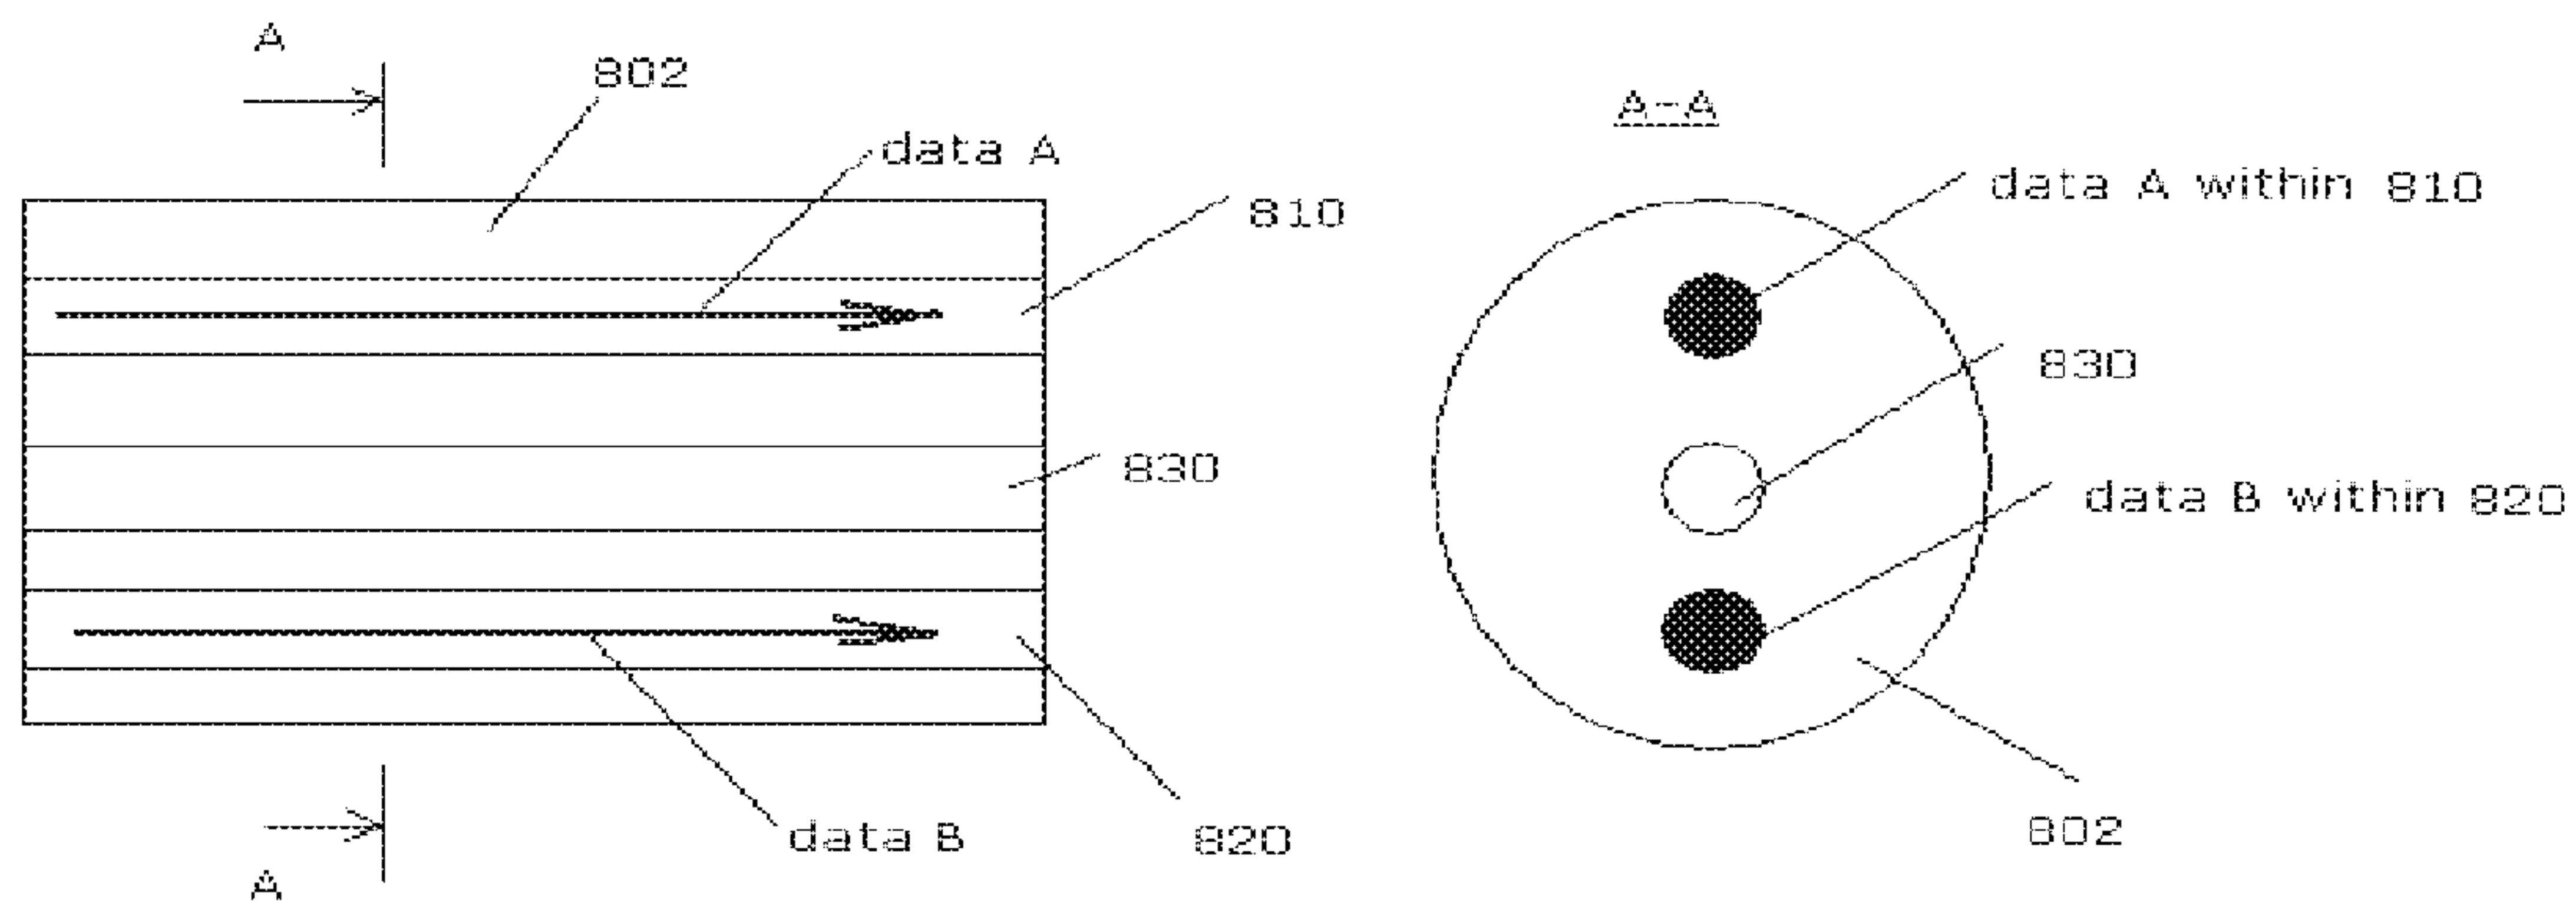 A
802
data A
810
830
820
data B
A
A-A
data A within 810
830
data B within 820
802